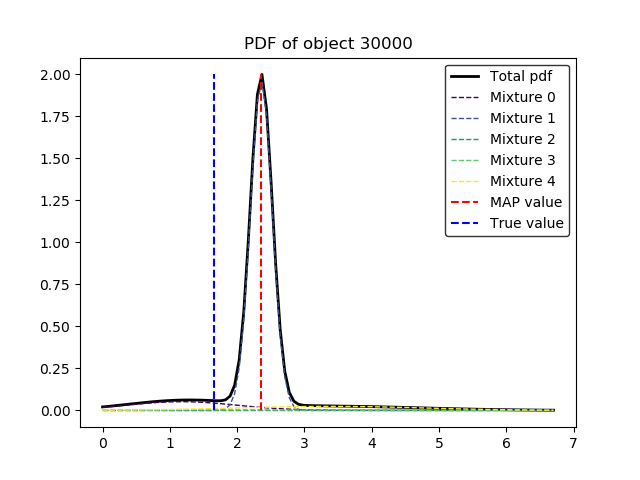 PDF of object 30000
Total pdf
Mixture 0
Mixture 1
Mixture 2
Mixture 3
Mixture 4
MAP value
True value
2.00
1.75
1.50
1.25
1.00
0.75
0.50
0.25
0.00
0 1 2 3 4 5 6 7